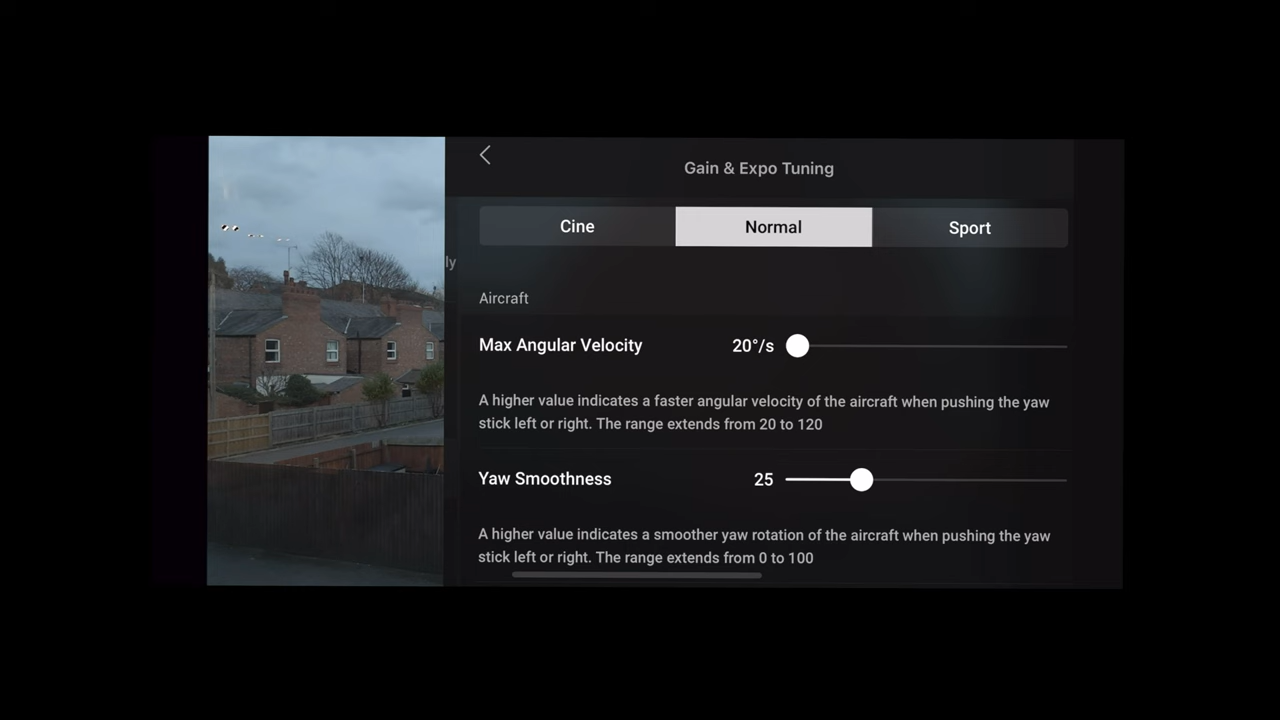 Gain & Expo Tuning
Cine
Normal
Sport
ly
Aircraft
Max Angular Velocity
20°/s
A higher value indicates a faster angular velocity of the aircraft when pushing the yaw
stick left or right. The range extends from 20 to 120
Yaw Smoothness
25
A higher value indicates a smoother yaw rotation of the aircraft when pushing the yaw
stick left or right. The range extends from 0 to 100